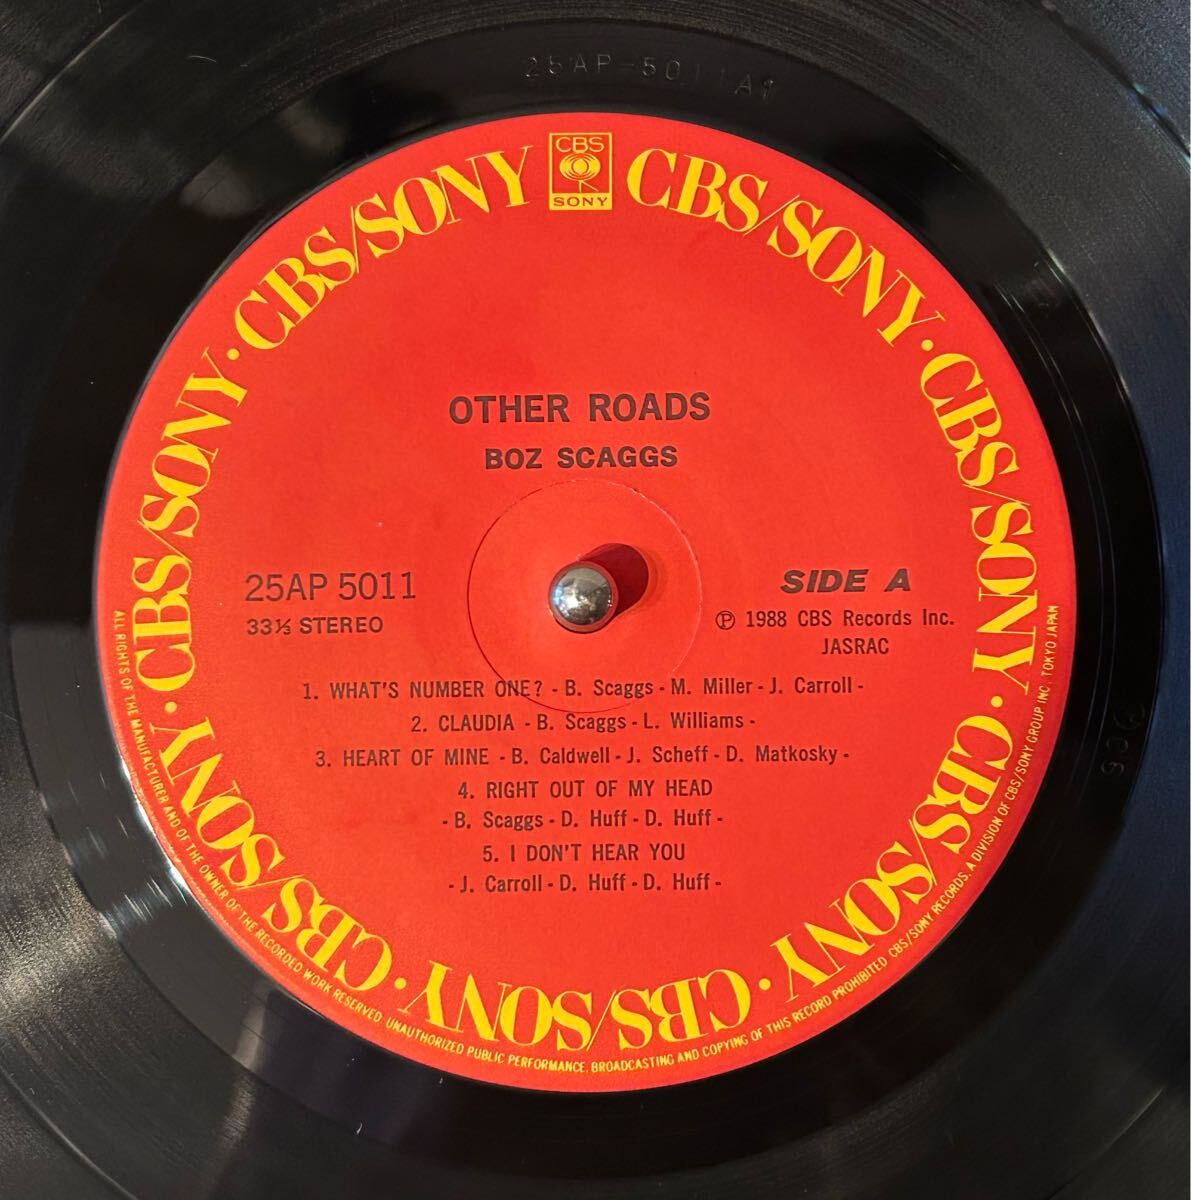 25AP-5011A1
CBS
SONY
CBS/SONY · CBS/SONY · CBS/SONY · CBS/SONY · CBS/SONY · CBS/SONY · CBS/SONY · CBS/SONY
OTHER ROADS
BOZ SCAGGS
25AP 5011
33⅓ STEREO
SIDE A
Ⓟ 1988 CBS Records Inc.
JASRAC
1. WHAT'S NUMBER ONE? - B. Scaggs - M. Miller - J. Carroll -
2. CLAUDIA - B. Scaggs - L. Williams -
3. HEART OF MINE - B. Caldwell - J. Scheff - D. Matkosky -
4. RIGHT OUT OF MY HEAD
- B. Scaggs - D. Huff - D. Huff -
5. I DON'T HEAR YOU
- J. Carroll - D. Huff - D. Huff -
ALL RIGHTS OF THE MANUFACTURER AND OF THE OWNER OF THE RECORDED WORK RESERVED. UNAUTHORIZED PUBLIC PERFORMANCE, BROADCASTING AND COPYING OF THIS RECORD PROHIBITED CBS/SONY RECORDS. A DIVISION OF CBS/SONY GROUP INC. TOKYO JAPAN